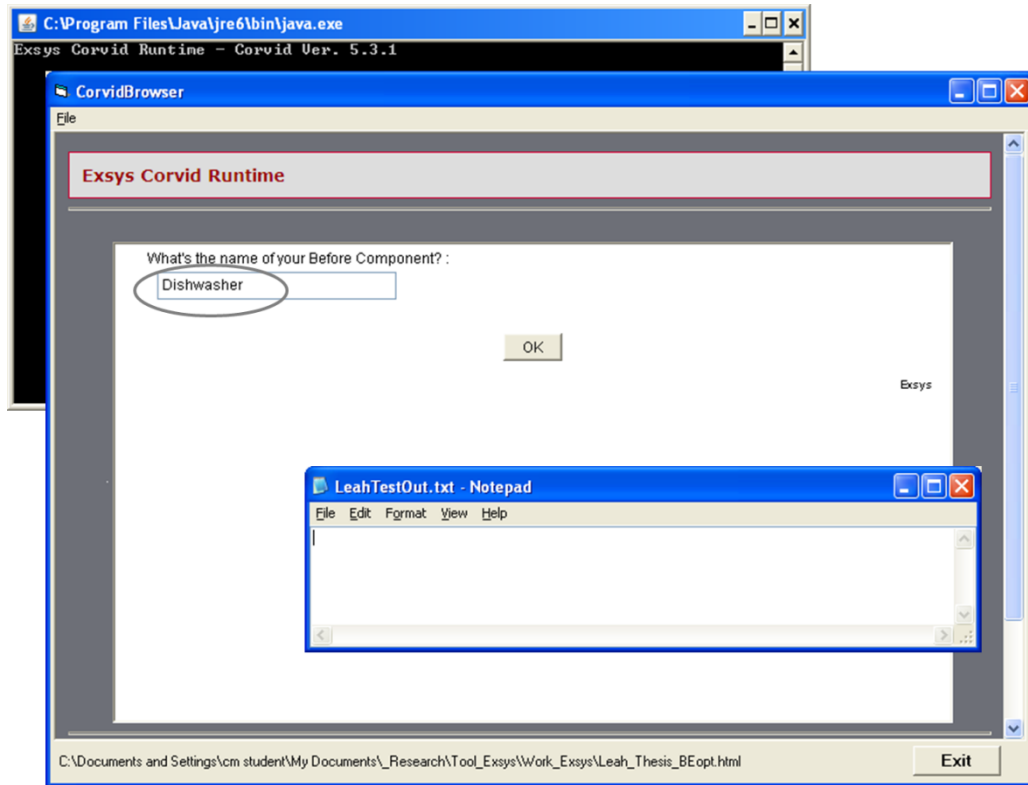 C:\Program Files\Java\jre6\bin\java.exe
Exsys Corvid Runtime - Corvid Ver. 5.3.1
CorvidBrowser
File
Exsys Corvid Runtime
What's the name of your Before Component? :
Dishwasher
OK
Exsys
LeahTestOut.txt - Notepad
File Edit Format View Help
C:\Documents and Settings\cm student\My Documents\_Research\Tool_Exsys\Work_Exsys\Leah_Thesis_BEopt.html
Exit